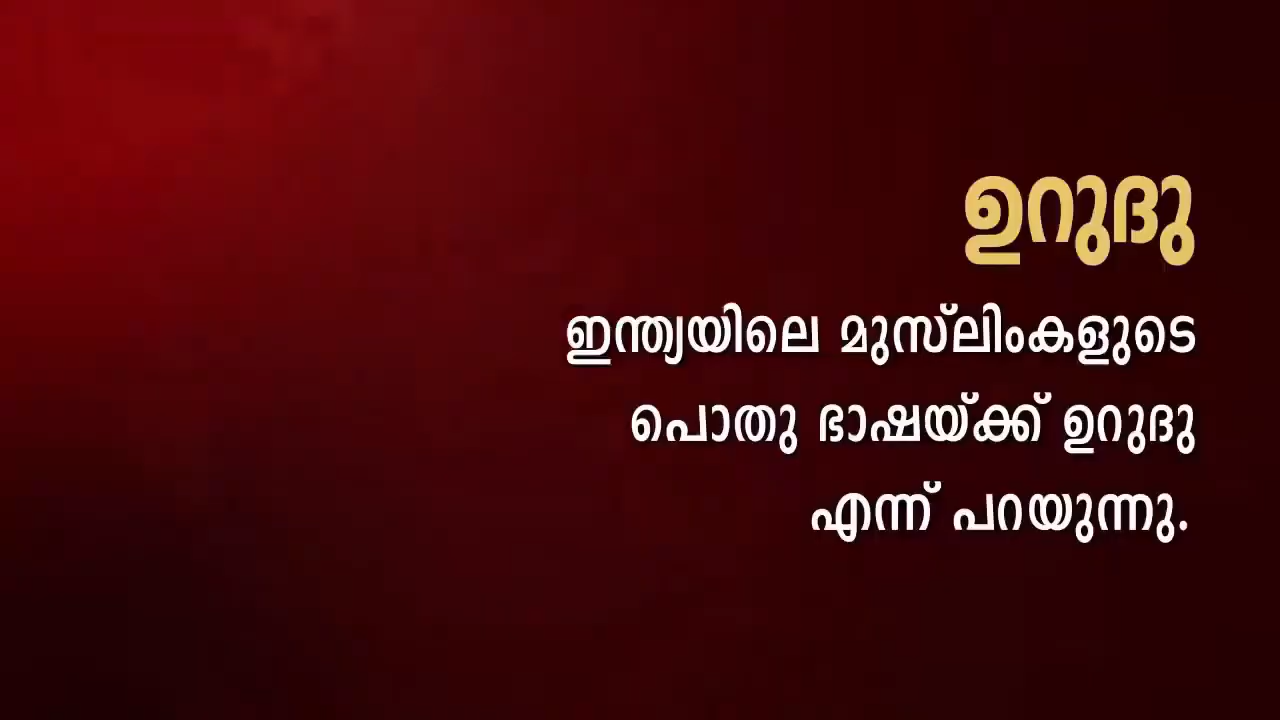 ഉറുദു
ഇന്ത്യയിലെ മുസ്‌ലിംകളുടെ
പൊതു ഭാഷയ്ക്ക് ഉറുദു
എന്ന് പറയുന്നു.